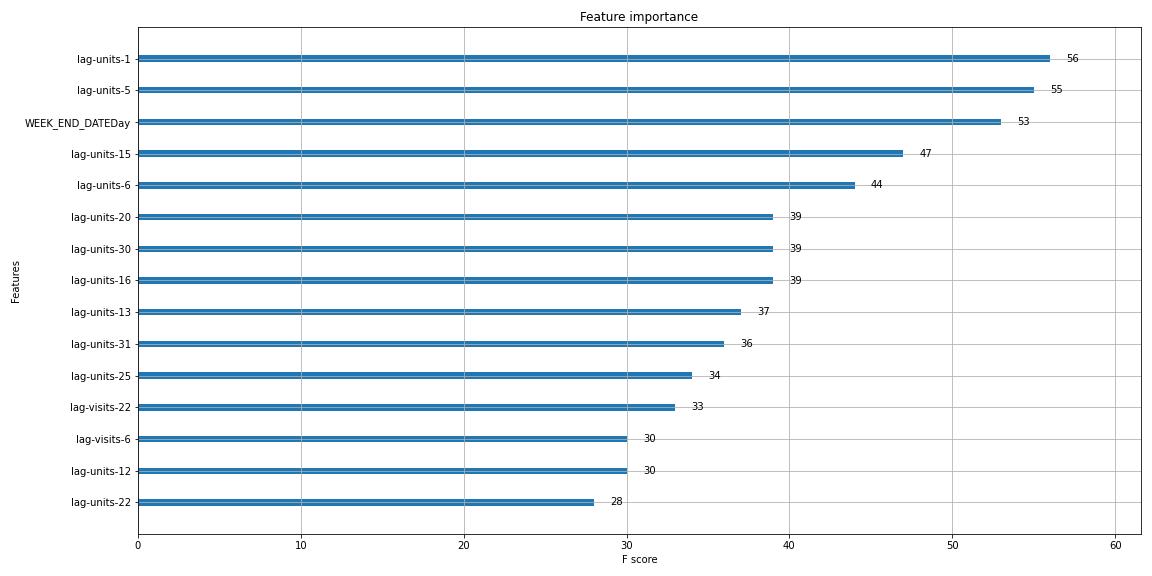 Feature importance
lag-units-1 56
lag-units-5 55
WEEK_END_DATEDay 53
lag-units-15 47
lag-units-6 44
lag-units-20 39
lag-units-30 39
lag-units-16 39
lag-units-13 37
lag-units-31 36
lag-units-25 34
lag-visits-22 33
lag-visits-6 30
lag-units-12 30
lag-units-22 28
Features
0 10 20 30 40 50 60
F score